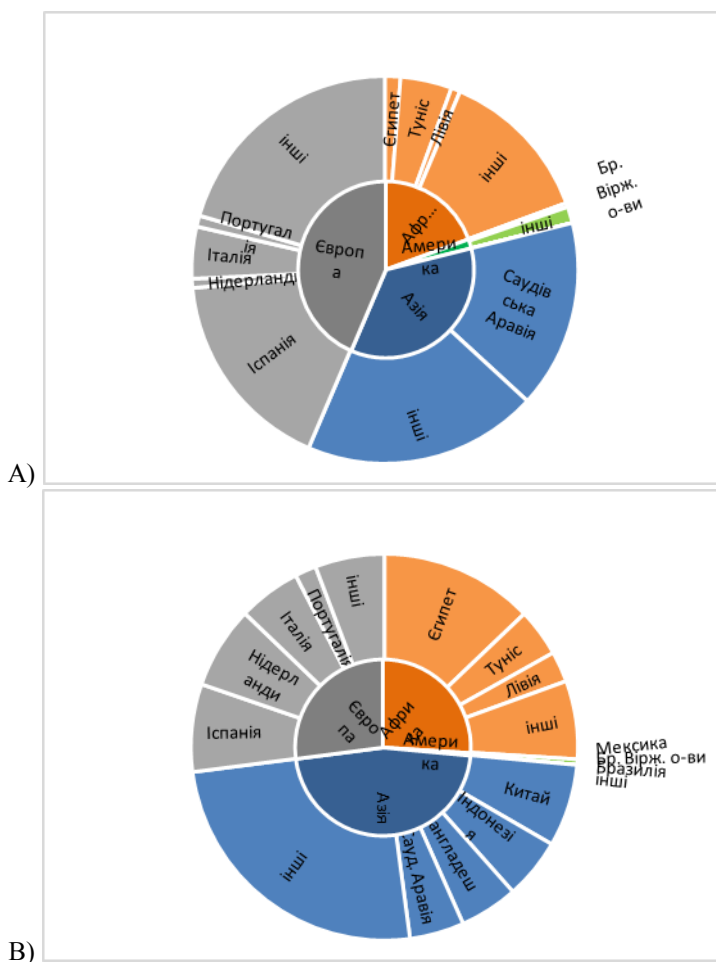 інші
Єгипет
Туніс
Лівія
інші
Бр.
Вірж.
о-ви
інші
Португал
ія
Італія
Нідерланді
Іспанія
Європ
а
Афр...
Амери
ка
Азія
Саудів
ська
Аравія
інші
A)
інші
Португалія
Італія
Нідерл
анди
Іспанія
Євро
па
Африка
Амери
ка
Азія
Єгипет
Туніс
Лівія
інші
Мексика
Бр. Вірж. о-ви
Бразилія
інші
Китай
Індонезі
я
англадеш
Сауд. Аравія
інші
B)